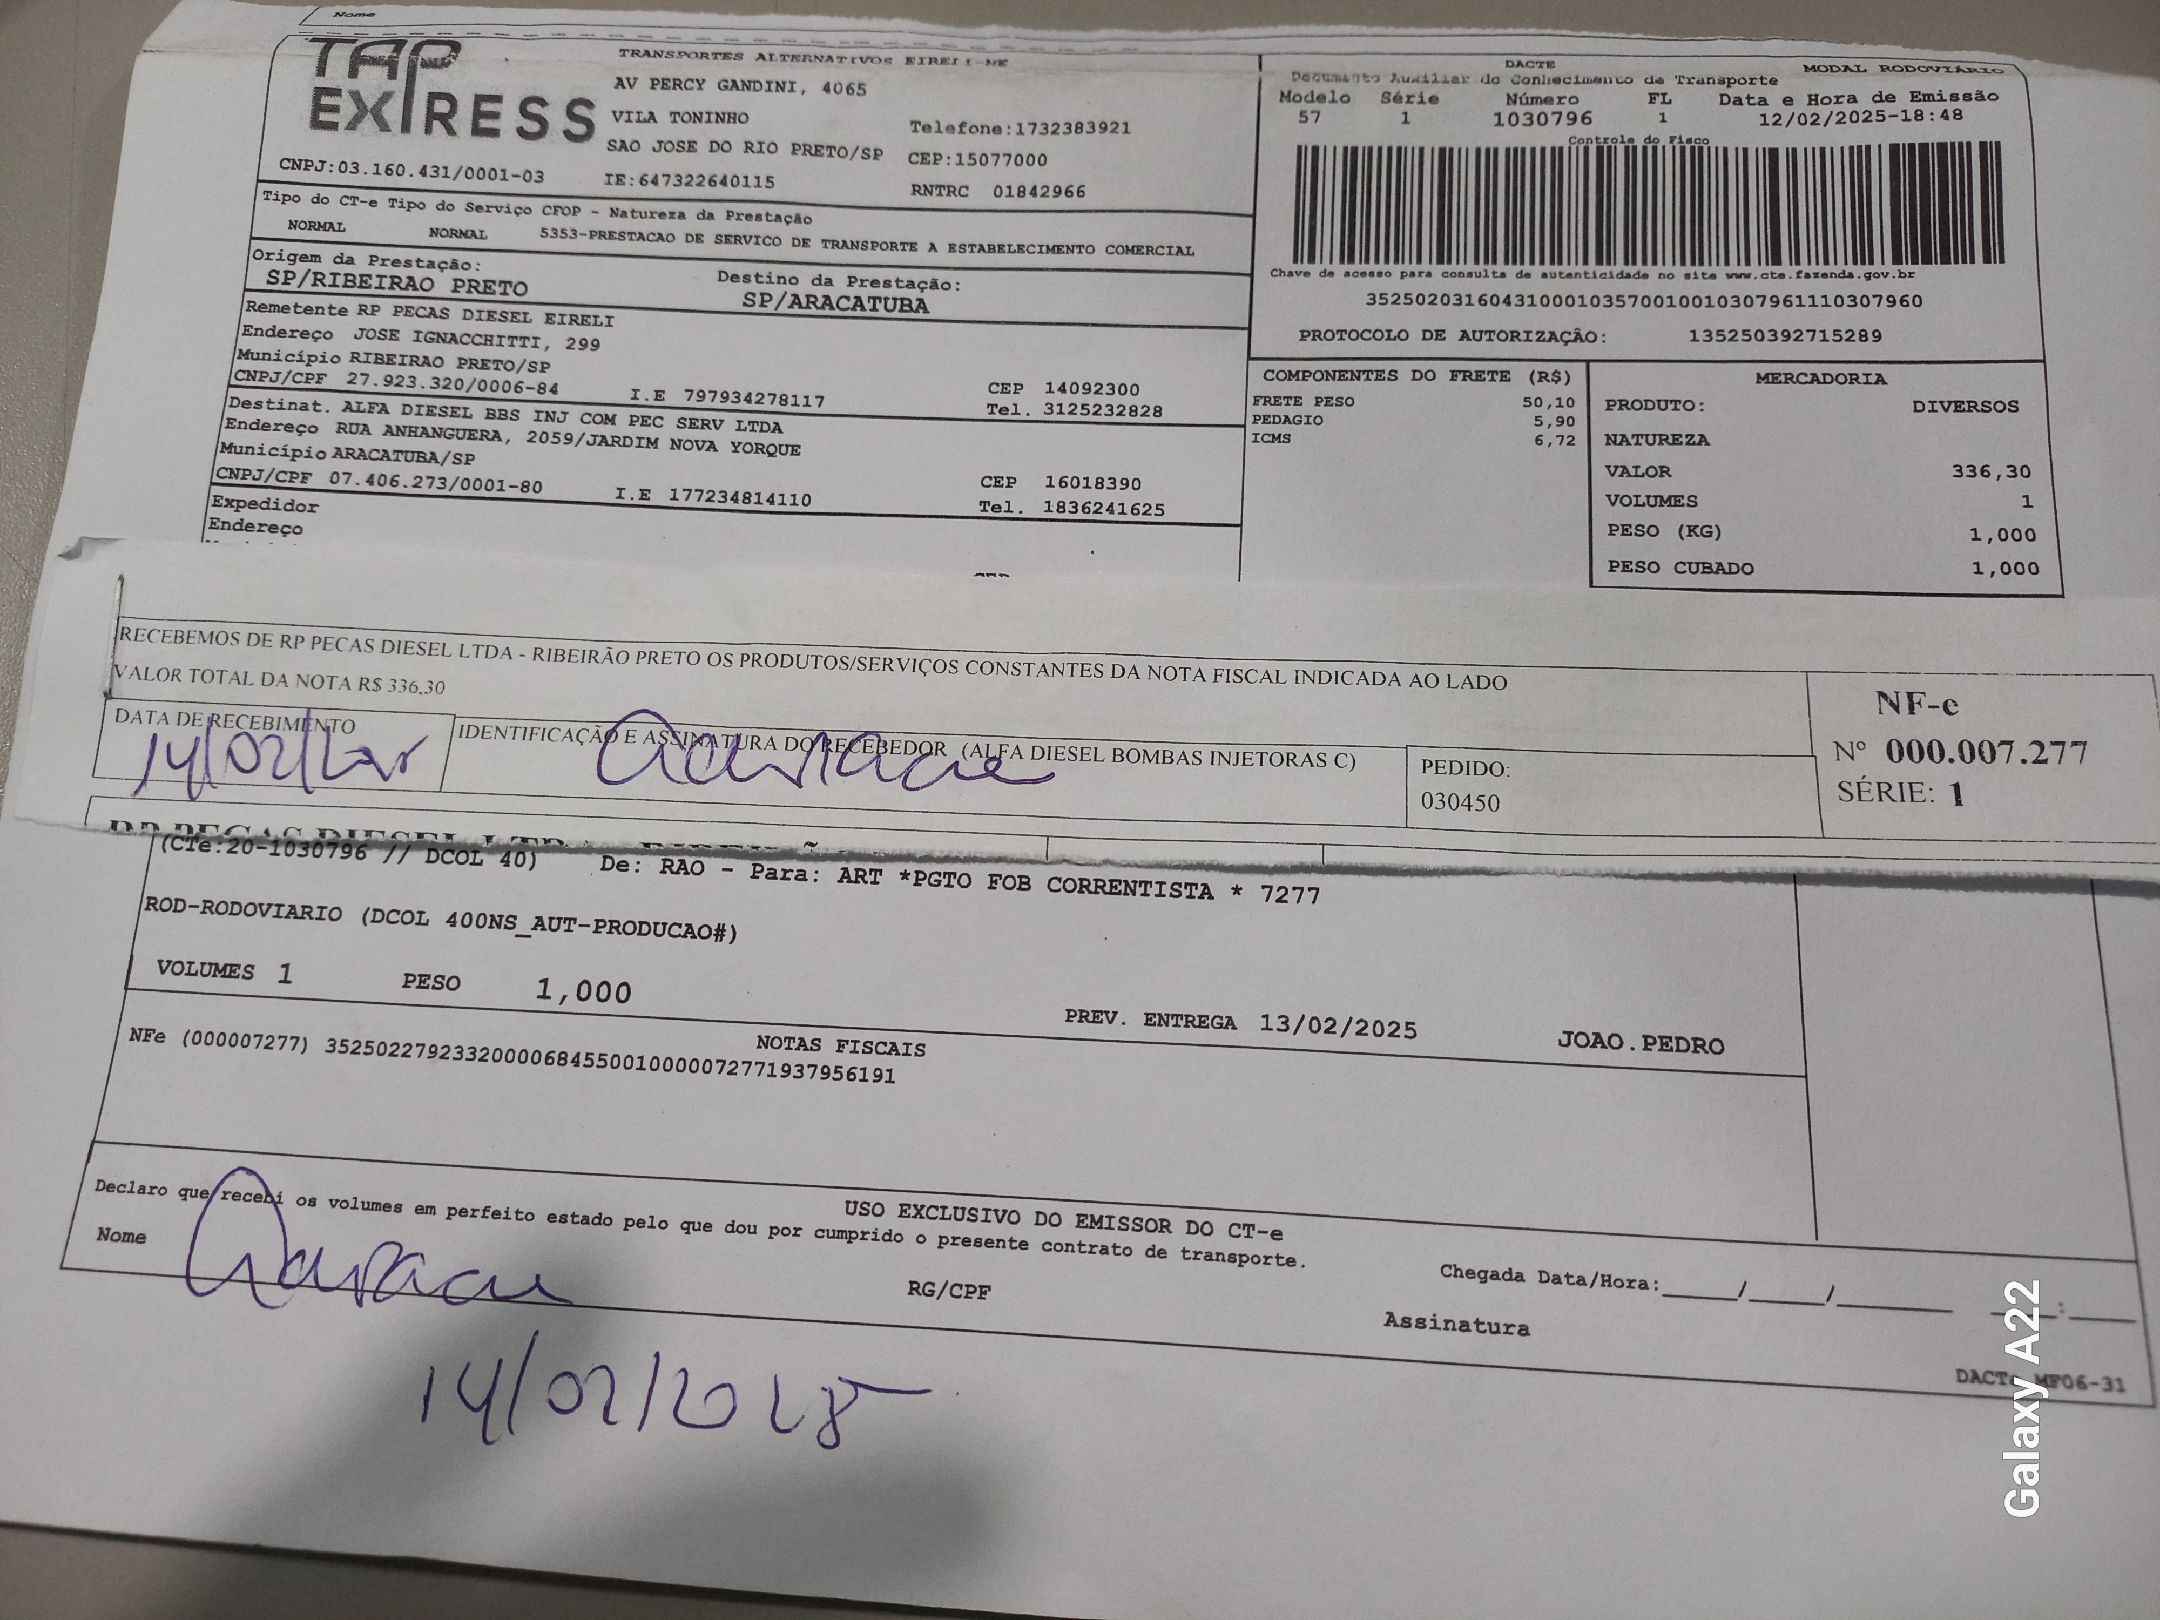 Nome
TAP EXPRESS
TRANSPORTES ALTERNATIVOS EIRELI-ME
AV PERCY GANDINI, 4065
VILA TONINHO Telefone:1732383921
SAO JOSE DO RIO PRETO/SP CEP:15077000
CNPJ:03.160.431/0001-03 IE:647322640115 RNTRC 01842966
DACTE MODAL RODOVIÁRIO
Documento Auxiliar do Conhecimento de Transporte
Modelo Série Número FL Data e Hora de Emissão
57 1 1030796 1 12/02/2025-18:48
Controle do Fisco
Chave de acesso para consulta de autenticidade no site www.cte.fazenda.gov.br
35250203160431000103570010010307961110307960
PROTOCOLO DE AUTORIZAÇÃO: 135250392715289
Tipo do CT-e Tipo do Serviço CFOP - Natureza da Prestação
NORMAL NORMAL 5353-PRESTACAO DE SERVICO DE TRANSPORTE A ESTABELECIMENTO COMERCIAL
Origem da Prestação: Destino da Prestação:
SP/RIBEIRAO PRETO SP/ARACATUBA
Remetente RP PECAS DIESEL EIRELI
Endereço JOSE IGNACCHITTI, 299
Município RIBEIRAO PRETO/SP CEP 14092300
CNPJ/CPF 27.923.320/0006-84 I.E 797934278117 Tel. 3125232828
Destinat. ALFA DIESEL BBS INJ COM PEC SERV LTDA
Endereço RUA ANHANGUERA, 2059/JARDIM NOVA YORQUE
Município ARACATUBA/SP CEP 16018390
CNPJ/CPF 07.406.273/0001-80 I.E 177234814110 Tel. 1836241625
Expedidor
Endereço
COMPONENTES DO FRETE (R$)
FRETE PESO 50,10
PEDAGIO 5,90
ICMS 6,72
MERCADORIA
PRODUTO: DIVERSOS
NATUREZA
VALOR 336,30
VOLUMES 1
PESO (KG) 1,000
PESO CUBADO 1,000
RECEBEMOS DE RP PECAS DIESEL LTDA - RIBEIRÃO PRETO OS PRODUTOS/SERVIÇOS CONSTANTES DA NOTA FISCAL INDICADA AO LADO
VALOR TOTAL DA NOTA R$ 336,30
DATA DE RECEBIMENTO
14/02/
IDENTIFICAÇÃO E ASSINATURA DO RECEBEDOR (ALFA DIESEL BOMBAS INJETORAS C)
PEDIDO:
030450
NF-e
Nº 000.007.277
SÉRIE: 1
RP PECAS DIESEL LTDA
(CTe:20-1030796 // DCOL 40) De: RAO - Para: ART *PGTO FOB CORRENTISTA * 7277
ROD-RODOVIARIO (DCOL 400NS_AUT-PRODUCAO#)
VOLUMES 1 PESO 1,000
PREV. ENTREGA 13/02/2025 JOAO.PEDRO
NOTAS FISCAIS
NFe (000007277) 35250227923320000684550010000072771937956191
USO EXCLUSIVO DO EMISSOR DO CT-e
Declaro que recebi os volumes em perfeito estado pelo que dou por cumprido o presente contrato de transporte.
Nome RG/CPF
Chegada Data/Hora:_____/_____/_______ ____:____
Assinatura
14/02/2025
DACTe MF06-31
Galaxy A22